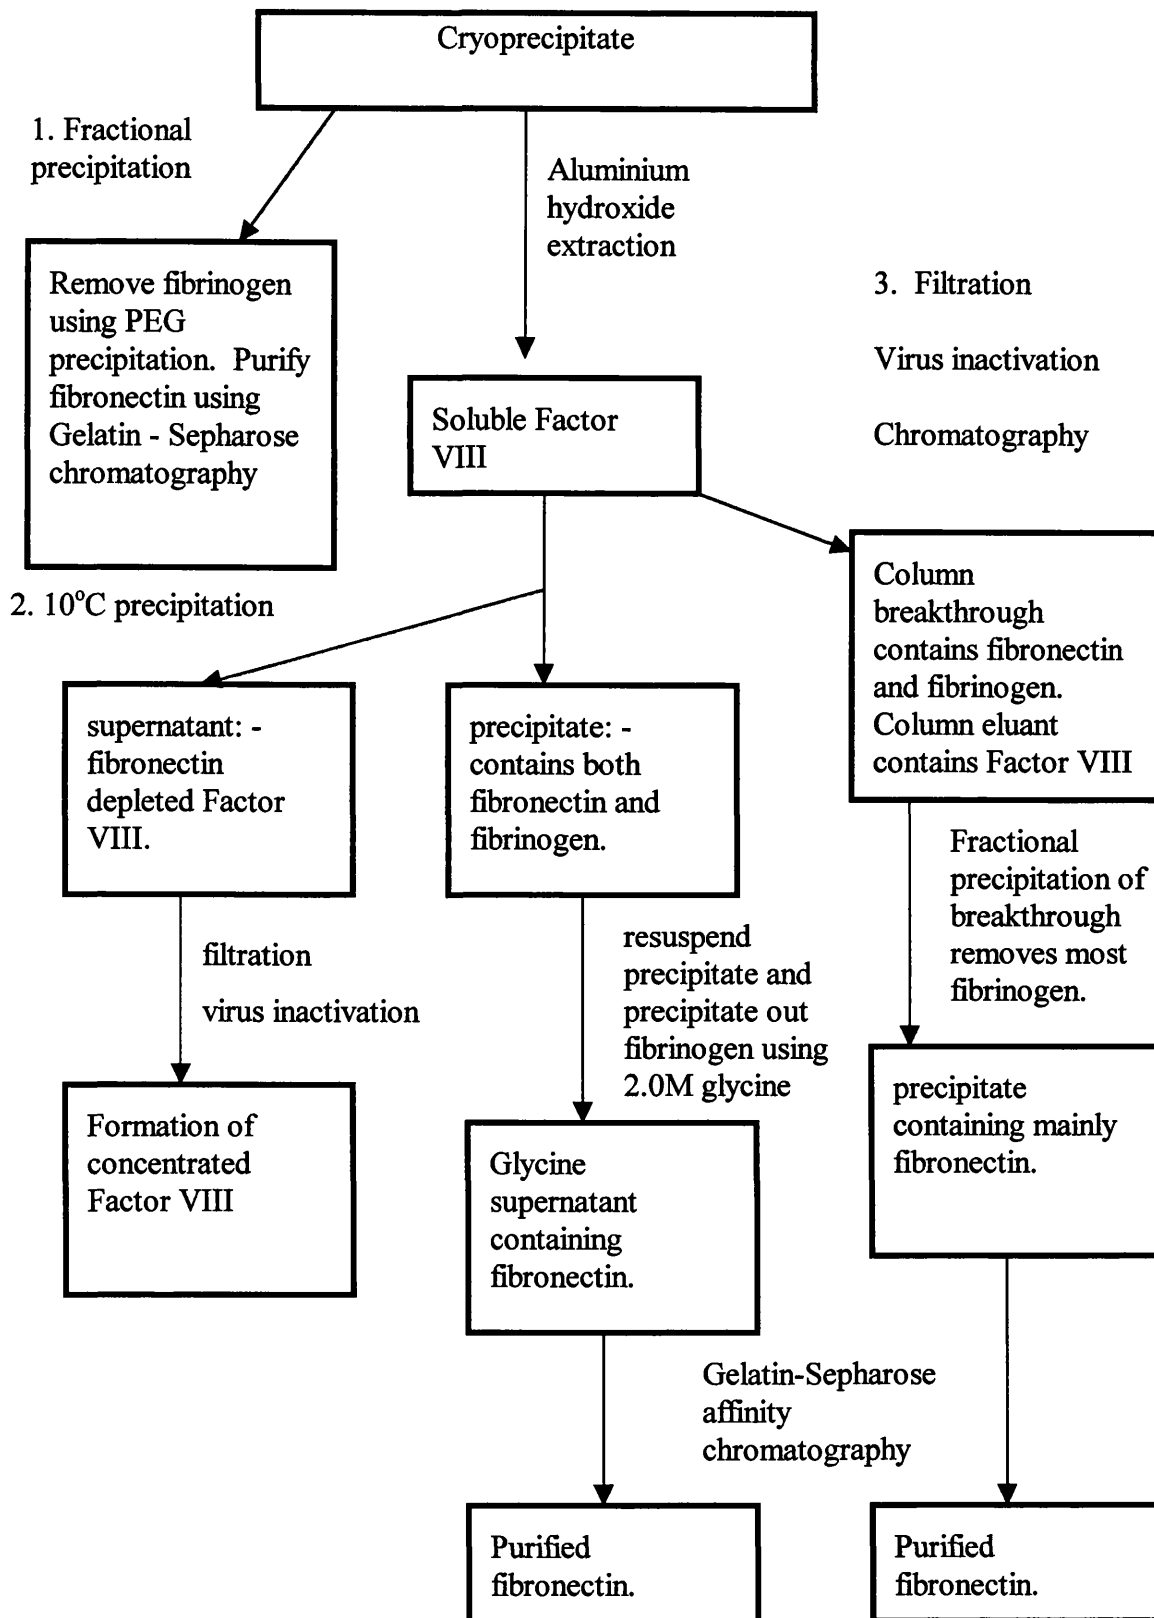 Cryoprecipitate
1. Fractional
precipitation
Aluminium
hydroxide
extraction
Remove fibrinogen
using PEG
precipitation. Purify
fibronectin using
Gelatin - Sepharose
chromatography
3. Filtration
Virus inactivation
Chromatography
Soluble Factor
VIII
2. 10°C precipitation
Column
breakthrough
contains fibronectin
and fibrinogen.
Column eluant
contains Factor VIII
supernatant: -
fibronectin
depleted Factor
VIII.
precipitate: -
contains both
fibronectin and
fibrinogen.
Fractional
precipitation of
breakthrough
removes most
fibrinogen.
filtration
virus inactivation
resuspend
precipitate and
precipitate out
fibrinogen using
2.0M glycine
Formation of
concentrated
Factor VIII
Glycine
supernatant
containing
fibronectin.
precipitate
containing mainly
fibronectin.
Gelatin-Sepharose
affinity
chromatography
Purified
fibronectin.
Purified
fibronectin.